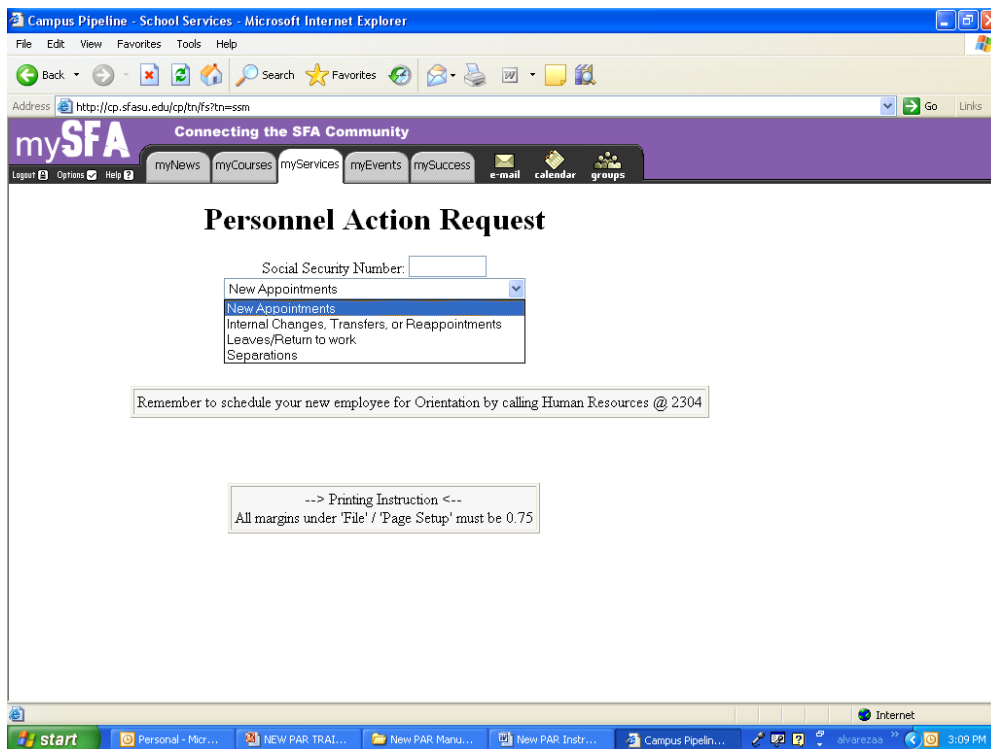 Campus Pipeline - School Services - Microsoft Internet Explorer
File Edit View Favorites Tools Help
Back Search Favorites
Address http://cp.sfasu.edu/cp/tn/fs?tn=ssm Go Links
mySFA Connecting the SFA Community
Logout Options Help myNews myCourses myServices myEvents mySuccess e-mail calendar groups
Personnel Action Request
Social Security Number:
New Appointments
New Appointments
Internal Changes, Transfers, or Reappointments
Leaves/Return to work
Separations
Remember to schedule your new employee for Orientation by calling Human Resources @ 2304
--> Printing Instruction <--
All margins under 'File' / 'Page Setup' must be 0.75
Internet
start Personal - Micr... NEW PAR TRAI... New PAR Manu... New PAR Instr... Campus Pipelin... alvarezaa » 3:09 PM